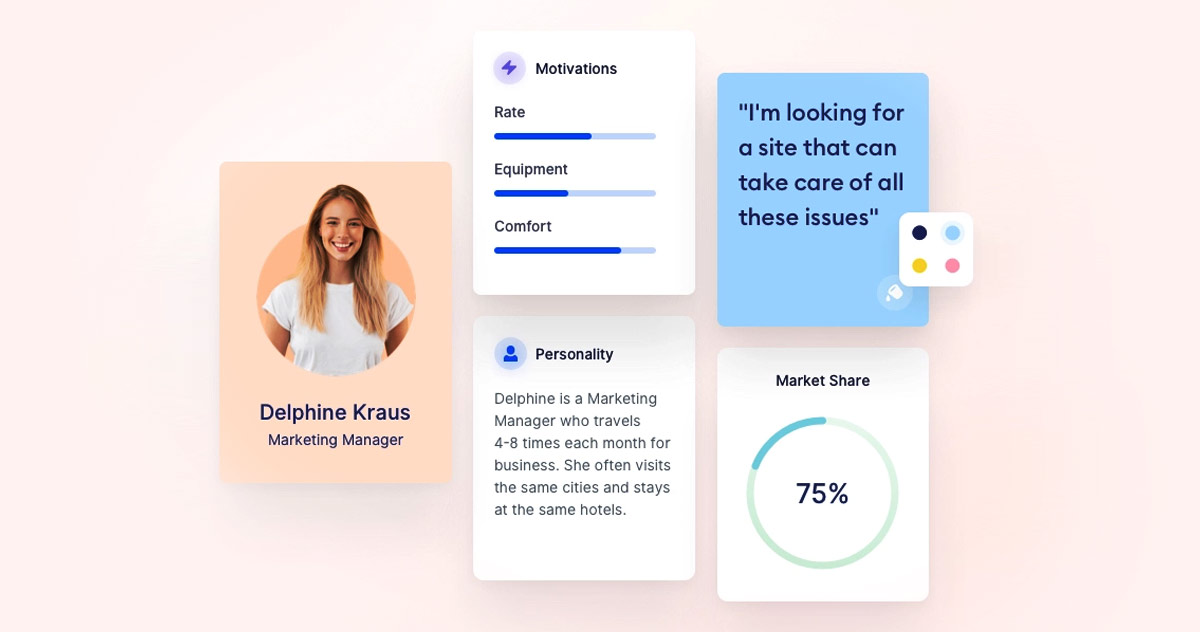 Delphine Kraus
Marketing Manager
Motivations
Rate
Equipment
Comfort
Personality
Delphine is a Marketing
Manager who travels
4-8 times each month for
business. She often visits
the same cities and stays
at the same hotels.
"I'm looking for
a site that can
take care of all
these issues"
Market Share
75%